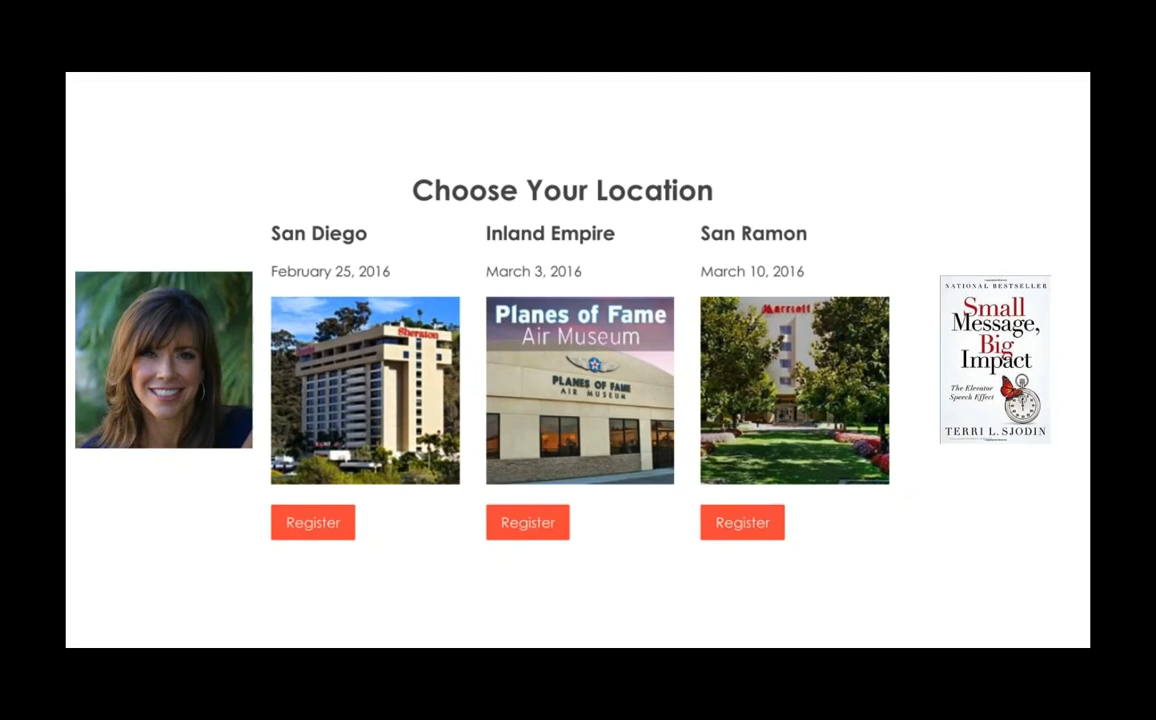 Choose Your Location
San Diego
February 25, 2016
Sheraton
Register
Inland Empire
March 3, 2016
Planes of Fame
Air Museum
PLANES OF FAME
AIR MUSEUM
Register
San Ramon
March 10, 2016
Marriott
Register
NATIONAL BESTSELLER
Small
Message,
Big
Impact
The Elevator
Speech Effect
TERRI L. SJODIN